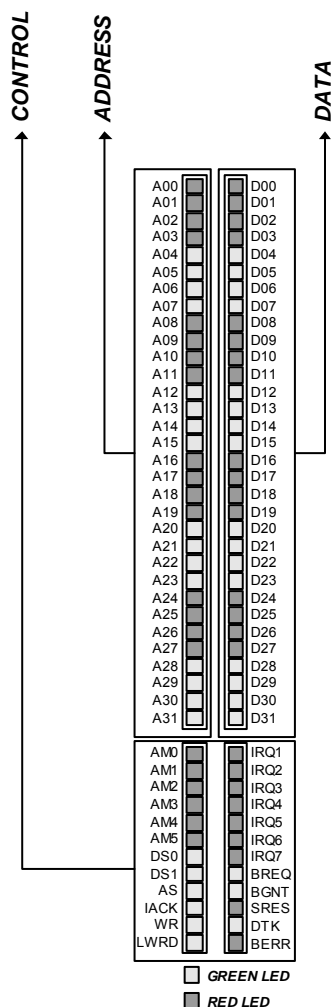 CONTROL
ADDRESS
DATA
A00 D00
A01 D01
A02 D02
A03 D03
A04 D04
A05 D05
A06 D06
A07 D07
A08 D08
A09 D09
A10 D10
A11 D11
A12 D12
A13 D13
A14 D14
A15 D15
A16 D16
A17 D17
A18 D18
A19 D19
A20 D20
A21 D21
A22 D22
A23 D23
A24 D24
A25 D25
A26 D26
A27 D27
A28 D28
A29 D29
A30 D30
A31 D31
AM0 IRQ1
AM1 IRQ2
AM2 IRQ3
AM3 IRQ4
AM4 IRQ5
AM5 IRQ6
DS0 IRQ7
DS1 BREQ
AS BGNT
IACK SRES
WR DTK
LWRD BERR
GREEN LED
RED LED